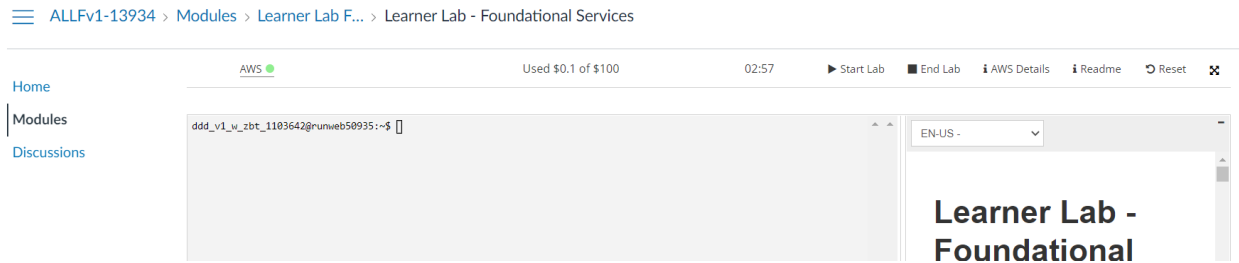 ALLFv1-13934 > Modules > Learner Lab F... > Learner Lab - Foundational Services
AWS Used $0.1 of $100 02:57 Start Lab End Lab AWS Details Readme Reset
Home
Modules
Discussions
ddd_v1_w_zbt_1103642@runweb50935:~$
EN-US -
Learner Lab -
Foundational